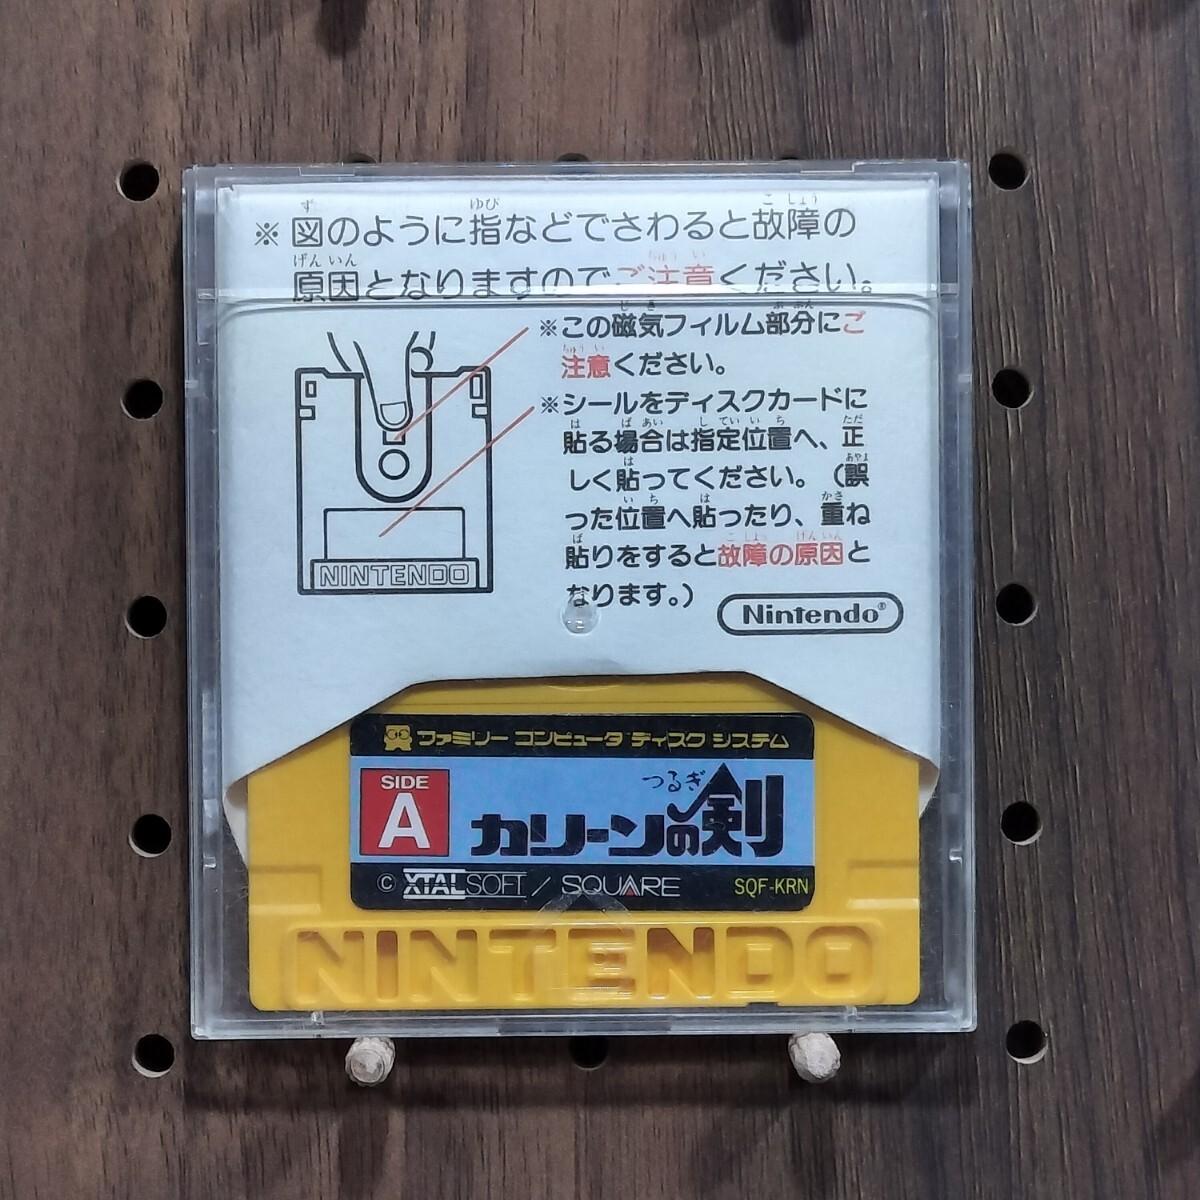 ※図のように指などでさわると故障の
原因となりますのでご注意ください。
※この磁気フィルム部分にご
注意ください。
※シールをディスクカードに
貼る場合は指定位置へ、正
しく貼ってください。(誤
った位置へ貼ったり、重ね
貼りをすると故障の原因と
なります。)
NINTENDO
Nintendo®
ファミリー コンピュータ ディスク システム
SIDE
A
つるぎ
カリーンの剣
© XTALSOFT / SQUARE
SQF-KRN
NINTENDO